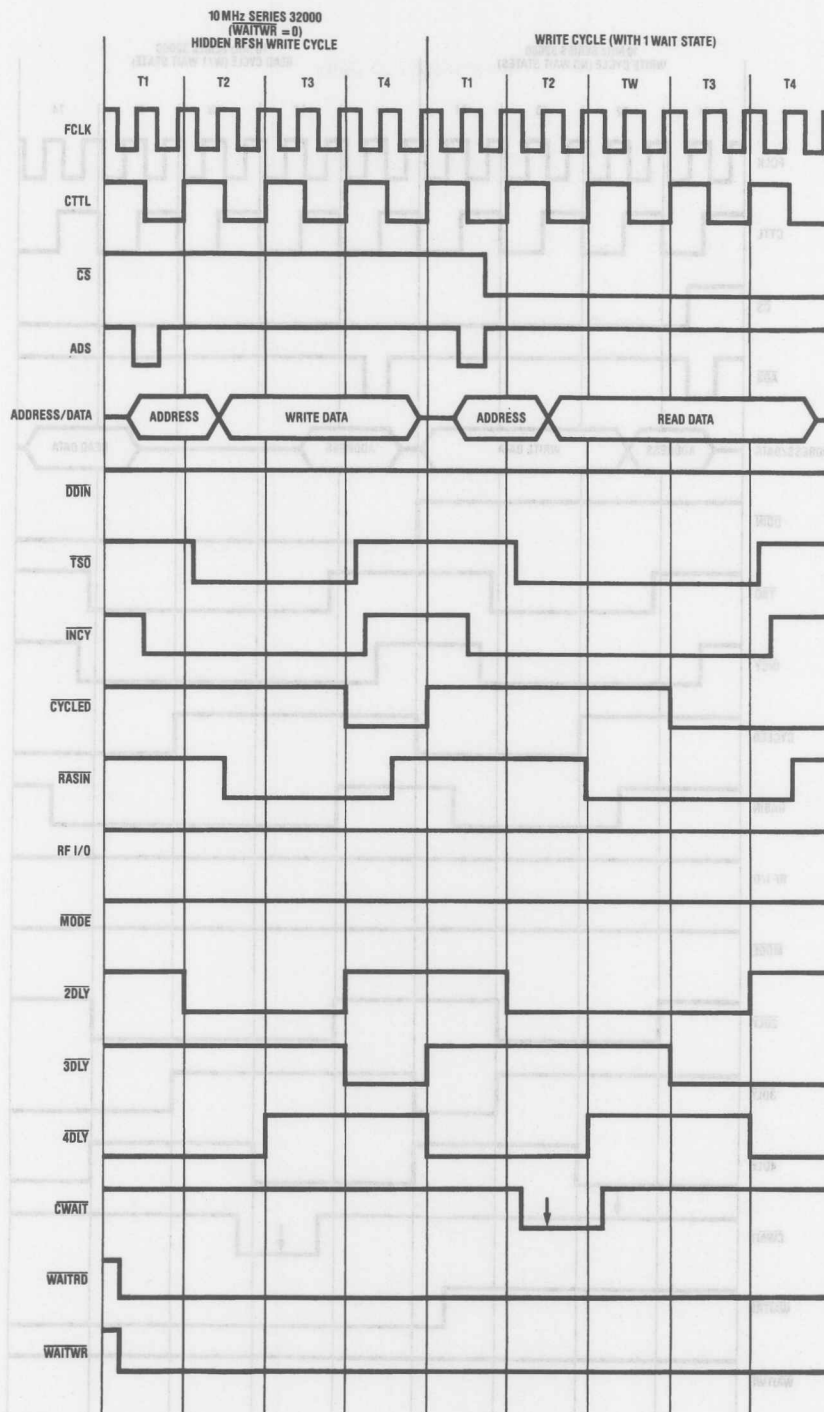 10 MHz SERIES 32000
(WAITWR = 0)
HIDDEN RFSH WRITE CYCLE
WRITE CYCLE (WITH 1 WAIT STATE)
T1 T2 T3 T4 T1 T2 TW T3 T4
FCLK
CTTL
CS
ADS
ADDRESS/DATA ADDRESS WRITE DATA ADDRESS READ DATA
DDIN
TSO
INCY
CYCLED
RASIN
RF I/O
MODE
2DLY
3DLY
4DLY
CWAIT
WAITRD
WAITWR